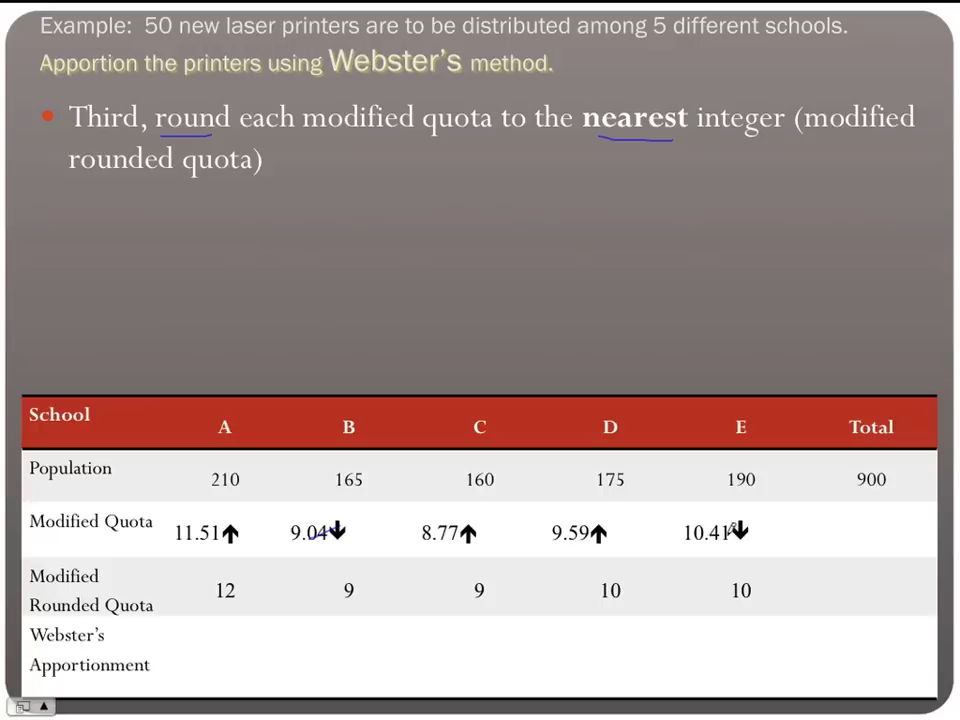 Example: 50 new laser printers are to be distributed among 5 different schools.
Apportion the printers using Webster's method.
Third, round each modified quota to the nearest integer (modified
rounded quota)
School A B C D E Total
Population 210 165 160 175 190 900
Modified Quota 11.51 9.04 8.77 9.59 10.41
Modified
Rounded Quota 12 9 9 10 10
Webster's
Apportionment